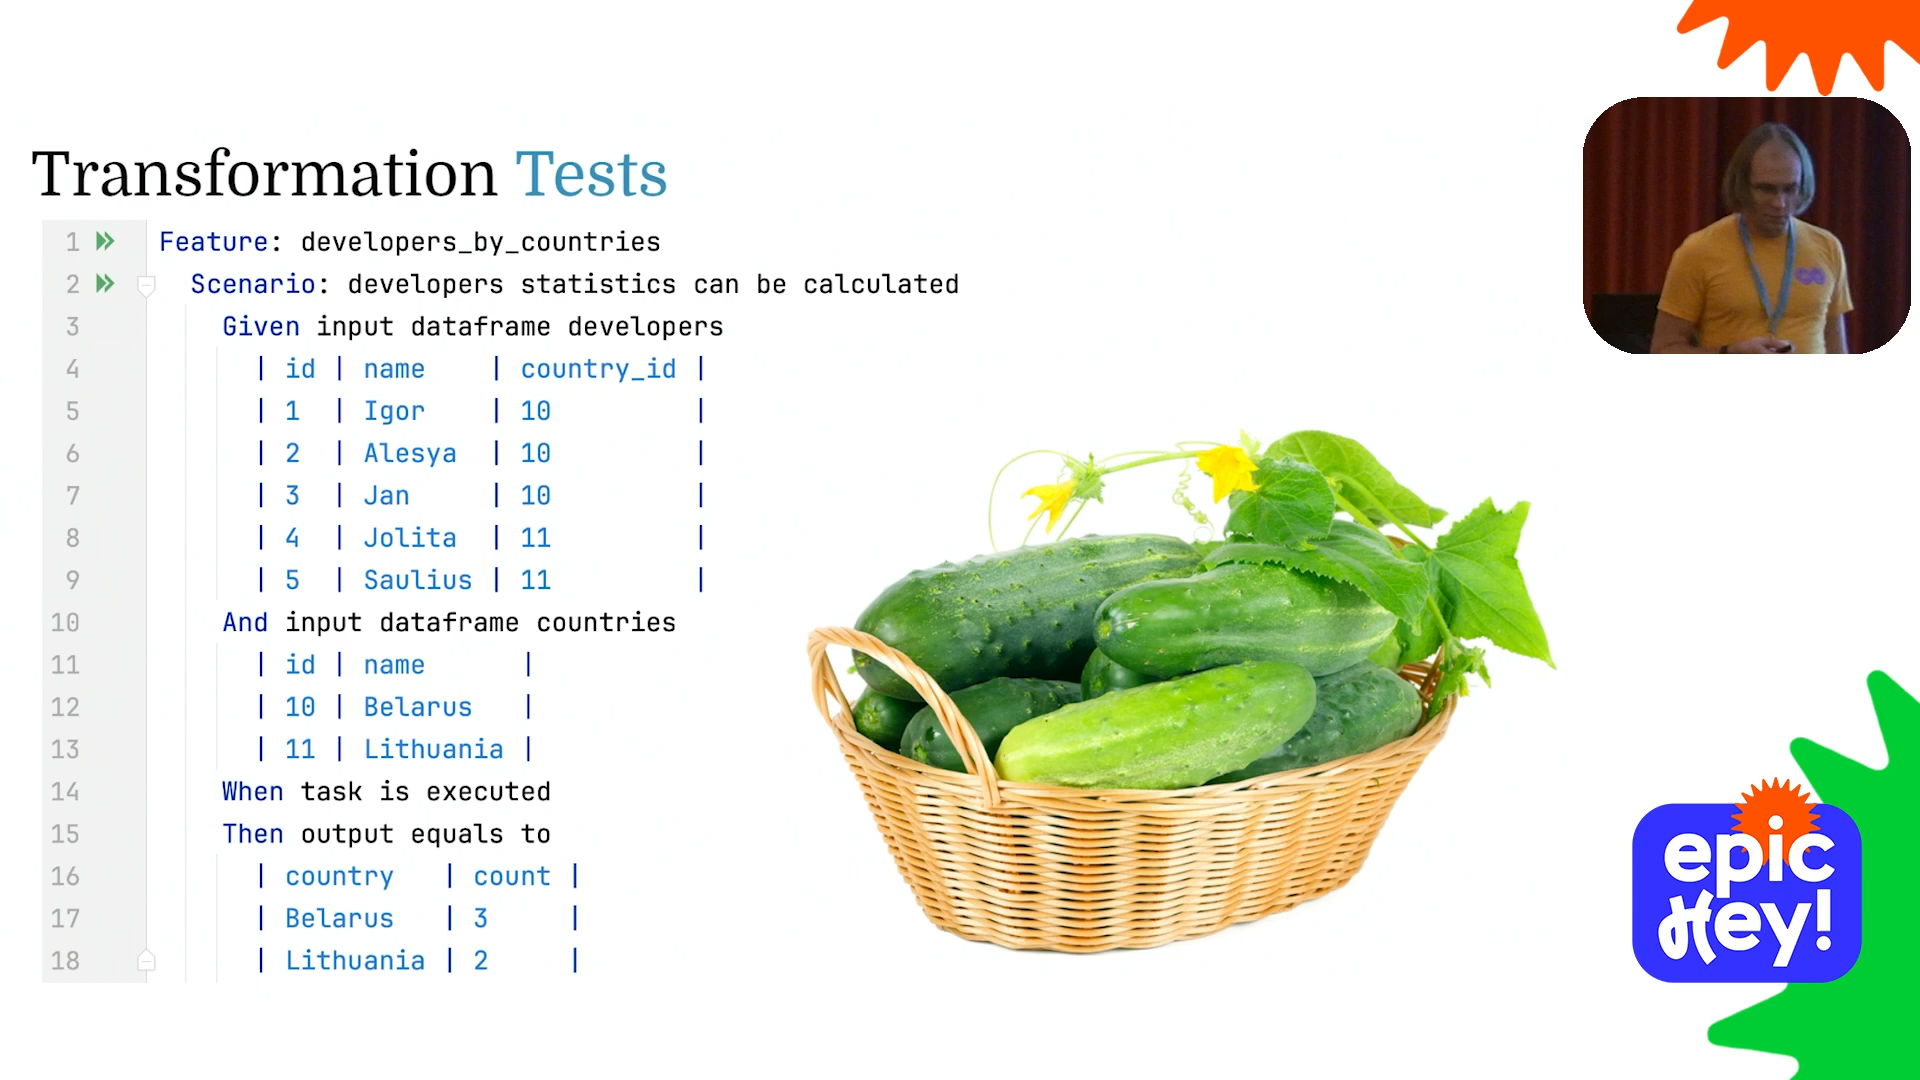 Transformation Tests
1 Feature: developers_by_countries
2 Scenario: developers statistics can be calculated
3 Given input dataframe developers
4 | id | name | country_id |
5 | 1 | Igor | 10 |
6 | 2 | Alesya | 10 |
7 | 3 | Jan | 10 |
8 | 4 | Jolita | 11 |
9 | 5 | Saulius | 11 |
10 And input dataframe countries
11 | id | name |
12 | 10 | Belarus |
13 | 11 | Lithuania |
14 When task is executed
15 Then output equals to
16 | country | count |
17 | Belarus | 3 |
18 | Lithuania | 2 |
epic
Hey!